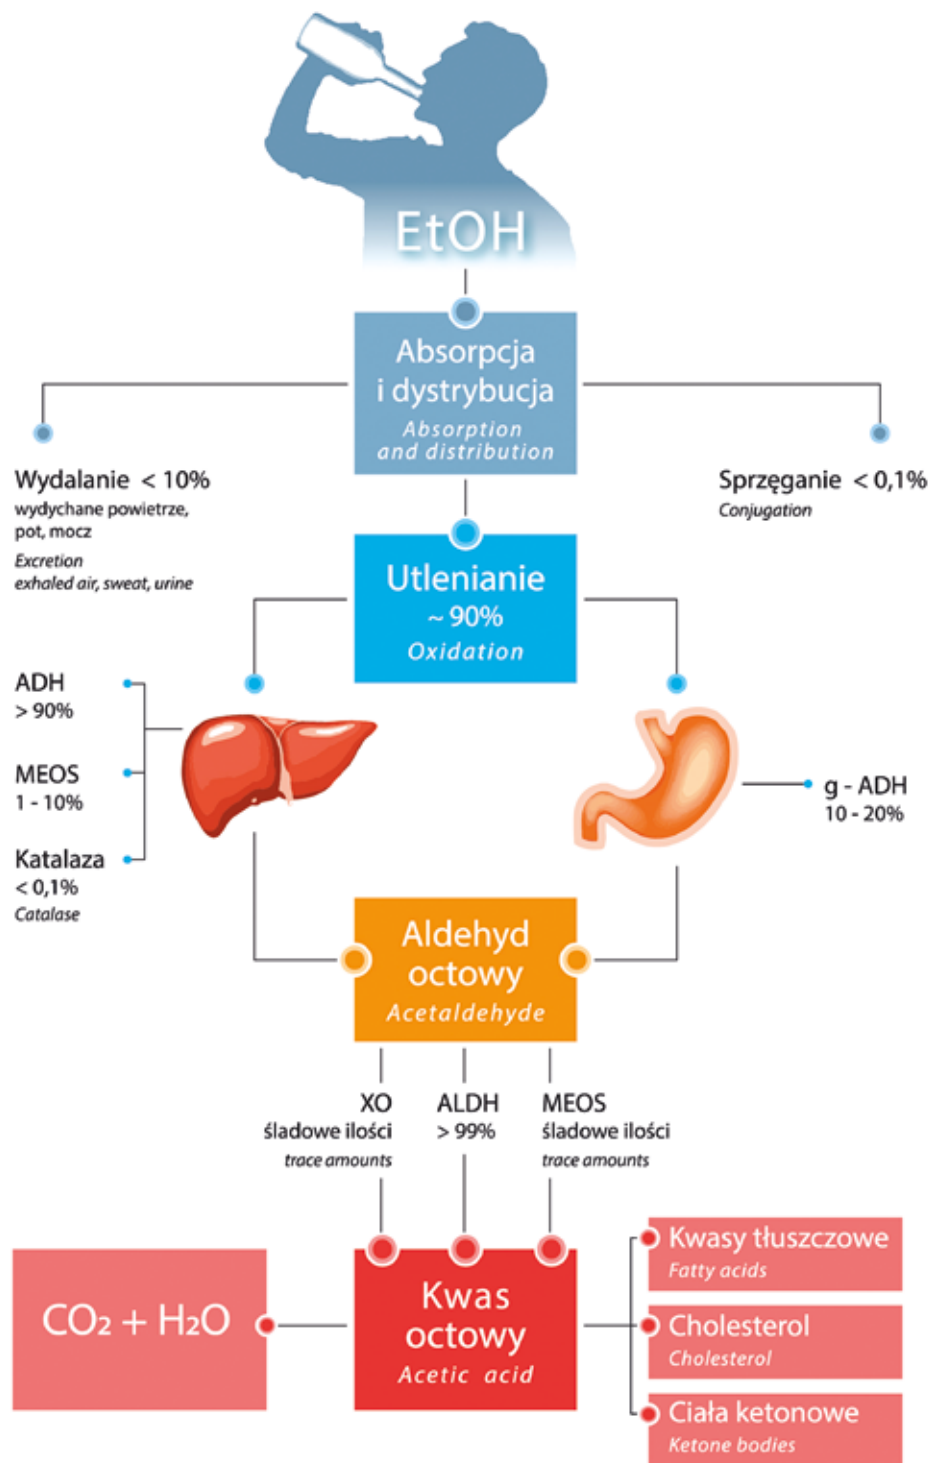 EtOH
Absorpcja
i dystrybucja
Absorption
and distribution
Wydalanie < 10%
wydychane powietrze,
pot, mocz
Excretion
exhaled air, sweat, urine
Sprzęganie < 0,1%
Conjugation
Utlenianie
~ 90%
Oxidation
ADH
> 90%
MEOS
1 - 10%
Katalaza
< 0,1%
Catalase
g - ADH
10 - 20%
Aldehyd
octowy
Acetaldehyde
XO
śladowe ilości
trace amounts
ALDH
> 99%
MEOS
śladowe ilości
trace amounts
CO₂ + H₂O
Kwas
octowy
Acetic acid
Kwasy tłuszczowe
Fatty acids
Cholesterol
Cholesterol
Ciała ketonowe
Ketone bodies